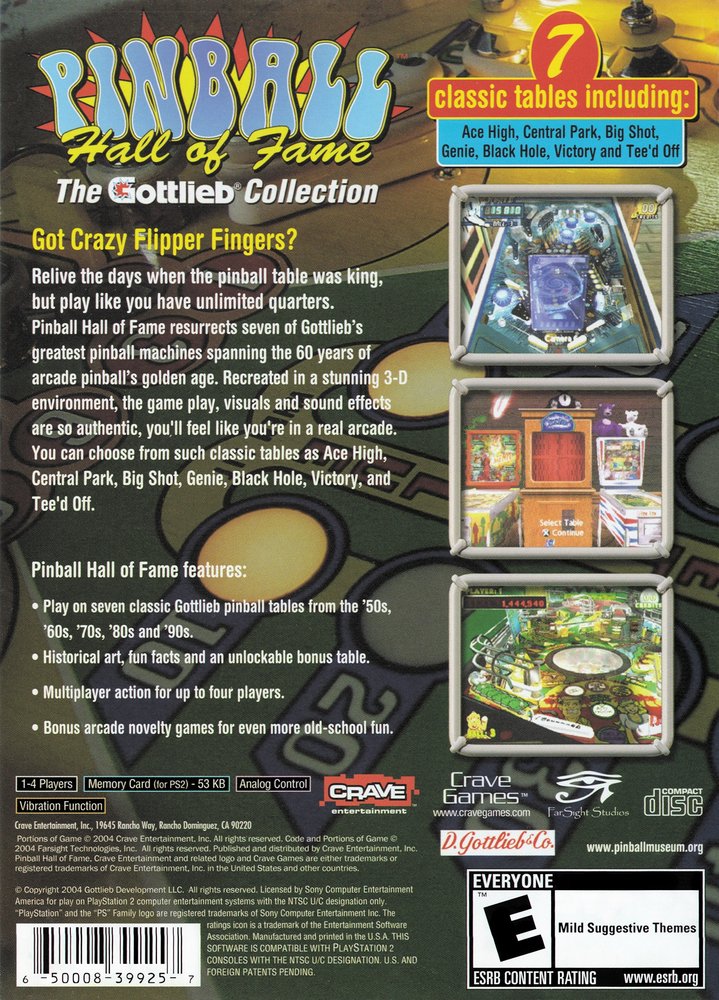 PINBALL™
Hall of Fame
The Gottlieb® Collection
7
classic tables including:
Ace High, Central Park, Big Shot,
Genie, Black Hole, Victory and Tee'd Off
Got Crazy Flipper Fingers?
Relive the days when the pinball table was king,
but play like you have unlimited quarters.
Pinball Hall of Fame resurrects seven of Gottlieb's
greatest pinball machines spanning the 60 years of
arcade pinball's golden age. Recreated in a stunning 3-D
environment, the game play, visuals and sound effects
are so authentic, you'll feel like you're in a real arcade.
You can choose from such classic tables as Ace High,
Central Park, Big Shot, Genie, Black Hole, Victory, and
Tee'd Off.
Camera
Select Table
X Continue
PLAYER: 1
1,444,940
CREDITS
Pinball Hall of Fame features:
• Play on seven classic Gottlieb pinball tables from the '50s,
'60s, '70s, '80s and '90s.
• Historical art, fun facts and an unlockable bonus table.
• Multiplayer action for up to four players.
• Bonus arcade novelty games for even more old-school fun.
10
20
1-4 Players
Memory Card (for PS2) - 53 KB
Analog Control
Vibration Function
CRAVE™
entertainment
Crave
Games™
www.cravegames.com
FarSight Studios
COMPACT
disc
D. Gottlieb & Co.
www.pinballmuseum.org
Crave Entertainment, Inc., 19645 Rancho Way, Rancho Dominguez, CA 90220
Portions of Game © 2004 Crave Entertainment, Inc. All rights reserved. Code and Portions of Game ©
2004 Farsight Technologies, Inc. All rights reserved. Published and distributed by Crave Entertainment, Inc.
Pinball Hall of Fame, Crave Entertainment and related logo and Crave Games are either trademarks or
registered trademarks of Crave Entertainment, Inc. in the United States and other countries.
© Copyright 2004 Gottlieb Development LLC. All rights reserved. Licensed by Sony Computer Entertainment
America for play on PlayStation 2 computer entertainment systems with the NTSC U/C designation only.
"PlayStation" and the "PS" Family logo are registered trademarks of Sony Computer Entertainment Inc. The
ratings icon is a trademark of the Entertainment Software
Association. Manufactured and printed in the U.S.A. THIS
SOFTWARE IS COMPATIBLE WITH PLAYSTATION 2
CONSOLES WITH THE NTSC U/C DESIGNATION. U.S. AND
FOREIGN PATENTS PENDING.
6 50008-39925 7
EVERYONE
E
Mild Suggestive Themes
ESRB CONTENT RATING www.esrb.org